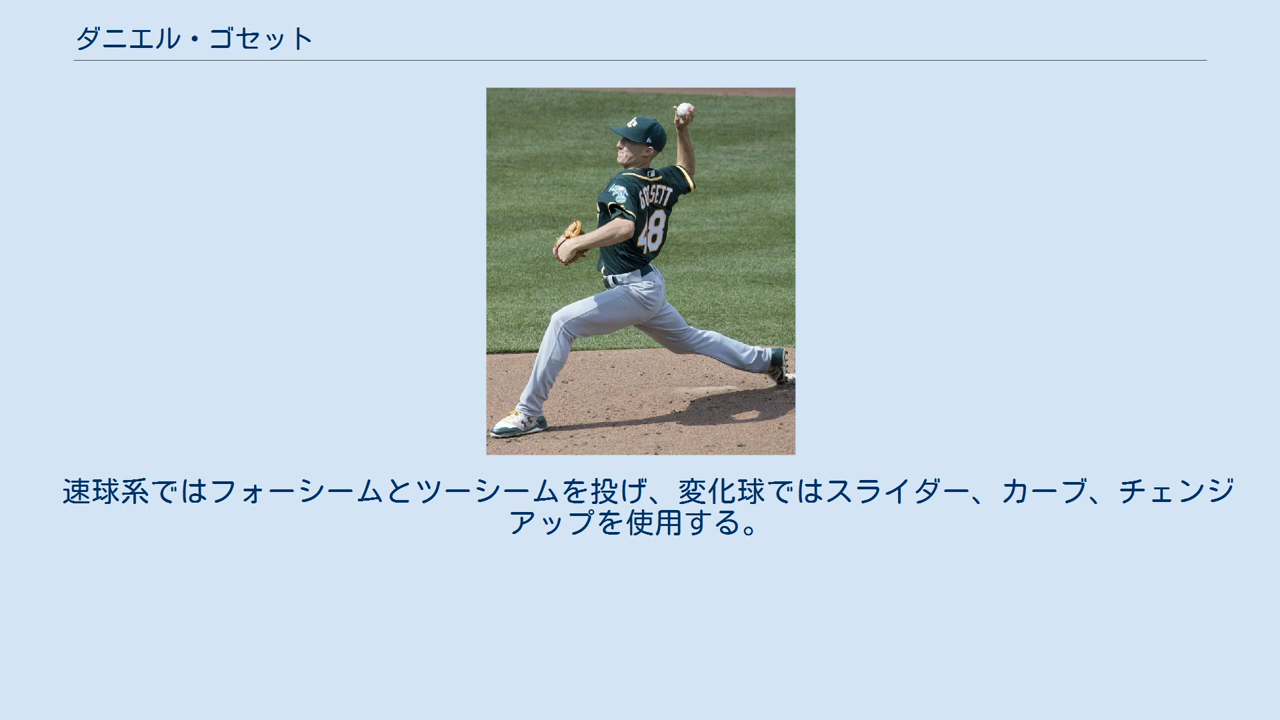 ダニエル・ゴセット
GOSSETT
48
速球系ではフォーシームとツーシームを投げ、変化球ではスライダー、カーブ、チェンジ
アップを使用する。